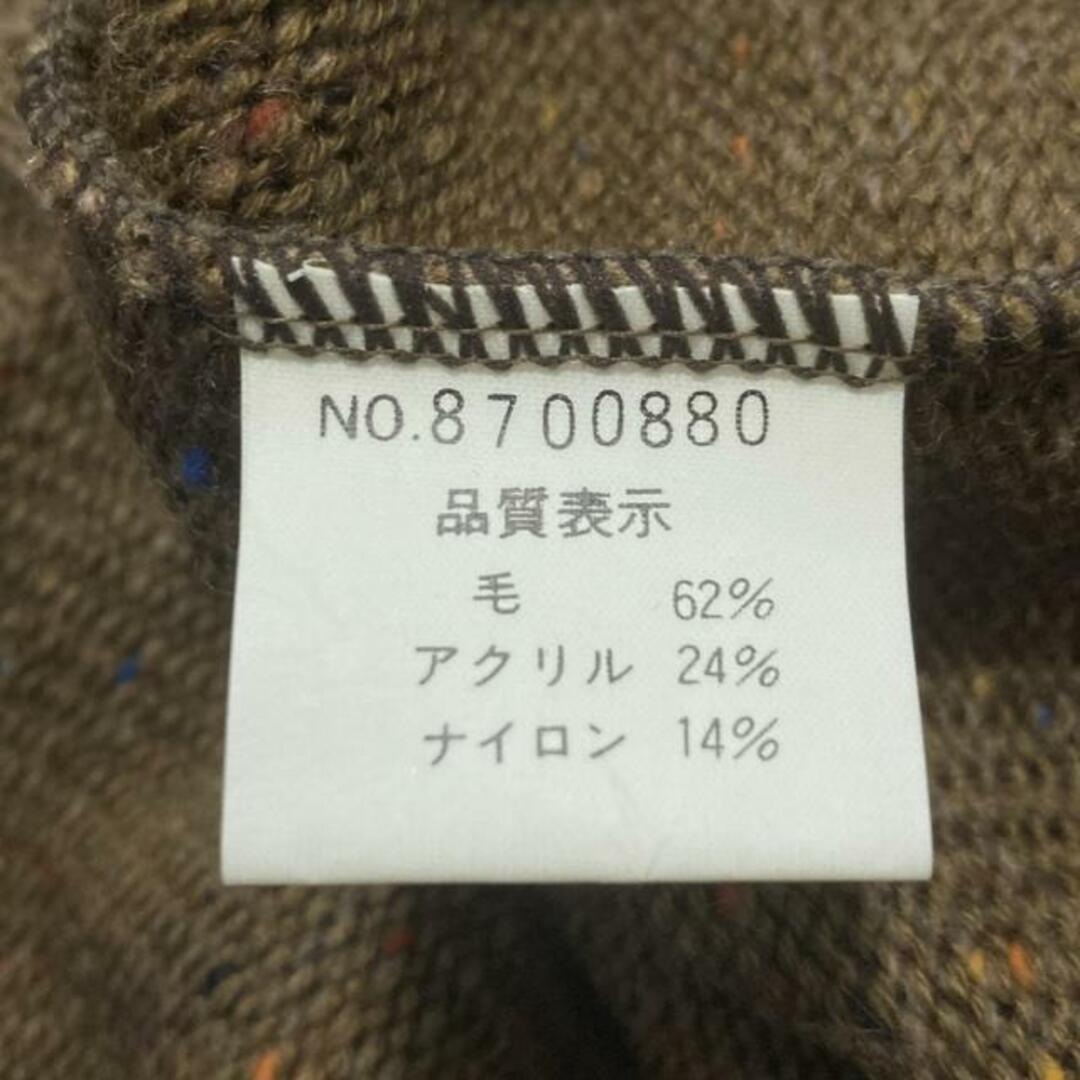 NO.8700880
品質表示
毛 62%
アクリル 24%
ナイロン 14%